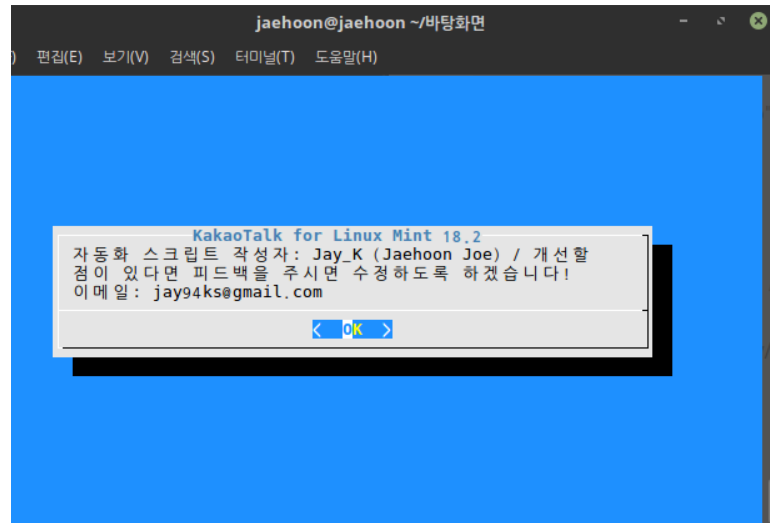 jaehoon@jaehoon ~/바탕화면
) 편집(E) 보기(V) 검색(S) 터미널(T) 도움말(H)
KakaoTalk for Linux Mint 18.2
자동화 스크립트 작성자: Jay_K (Jaehoon Joe) / 개선할
점이 있다면 피드백을 주시면 수정하도록 하겠습니다!
이메일: jay94ks@gmail.com
< OK >